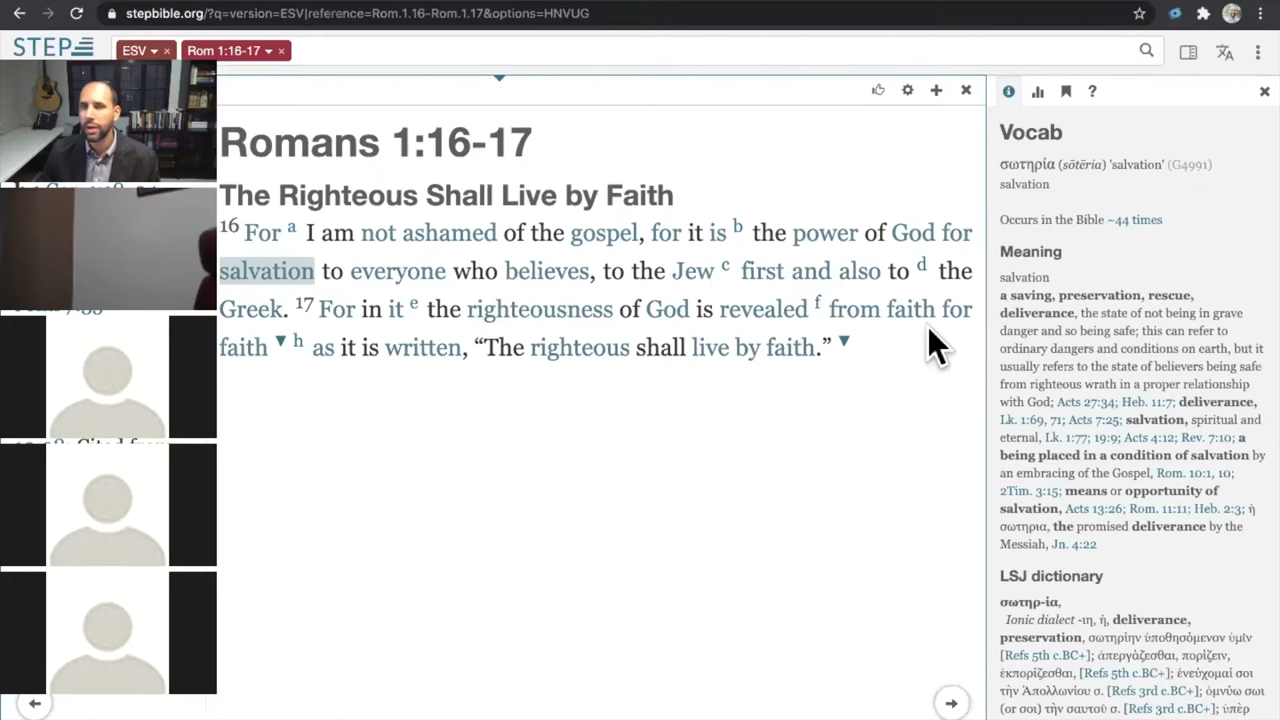 stepbible.org/?q=version=ESV|reference=Rom.1.16-Rom.1.17&options=HNVUG
STEP
ESV ▾ × Rom 1:16-17 ▾ ×
Romans 1:16-17
The Righteous Shall Live by Faith
16 For a I am not ashamed of the gospel, for it is b the power of God for
salvation to everyone who believes, to the Jew c first and also to d the
Greek. 17 For in it e the righteousness of God is revealed f from faith for
faith ▼ h as it is written, “The righteous shall live by faith.” ▼
Cited from
Vocab
σωτηρία (sōtēria) 'salvation' (G4991)
salvation
Occurs in the Bible ~44 times
Meaning
salvation
a saving, preservation, rescue,
deliverance, the state of not being in grave
danger and so being safe; this can refer to
ordinary dangers and conditions on earth, but it
usually refers to the state of believers being safe
from righteous wrath in a proper relationship
with God; Acts 27:34; Heb. 11:7; deliverance,
Lk. 1:69, 71; Acts 7:25; salvation, spiritual and
eternal, Lk. 1:77; 19:9; Acts 4:12; Rev. 7:10; a
being placed in a condition of salvation by
an embracing of the Gospel, Rom. 10:1, 10;
2Tim. 3:15; means or opportunity of
salvation, Acts 13:26; Rom. 11:11; Heb. 2:3; ἡ
σωτηρια, the promised deliverance by the
Messiah, Jn. 4:22
LSJ dictionary
σωτηρ-ία,
Ionic dialect -ιη, ἡ, deliverance,
preservation, σωτηρίην ὑποθησόμενον ὑμῖν
[Refs 5th c.BC+]; ἀπεργάζεσθαι, πορίζειν,
ἐκπορίζεσθαι, [Refs 5th c.BC+]; ἐνεύχομαί σοι
τὴν Ἀπολλωνίου σ. [Refs 3rd c.BC+]; ὀμνύω σοι
(or σοι) τὴν σαυτοῦ σ. [Refs 3rd c.BC+]; ὑπὲρ